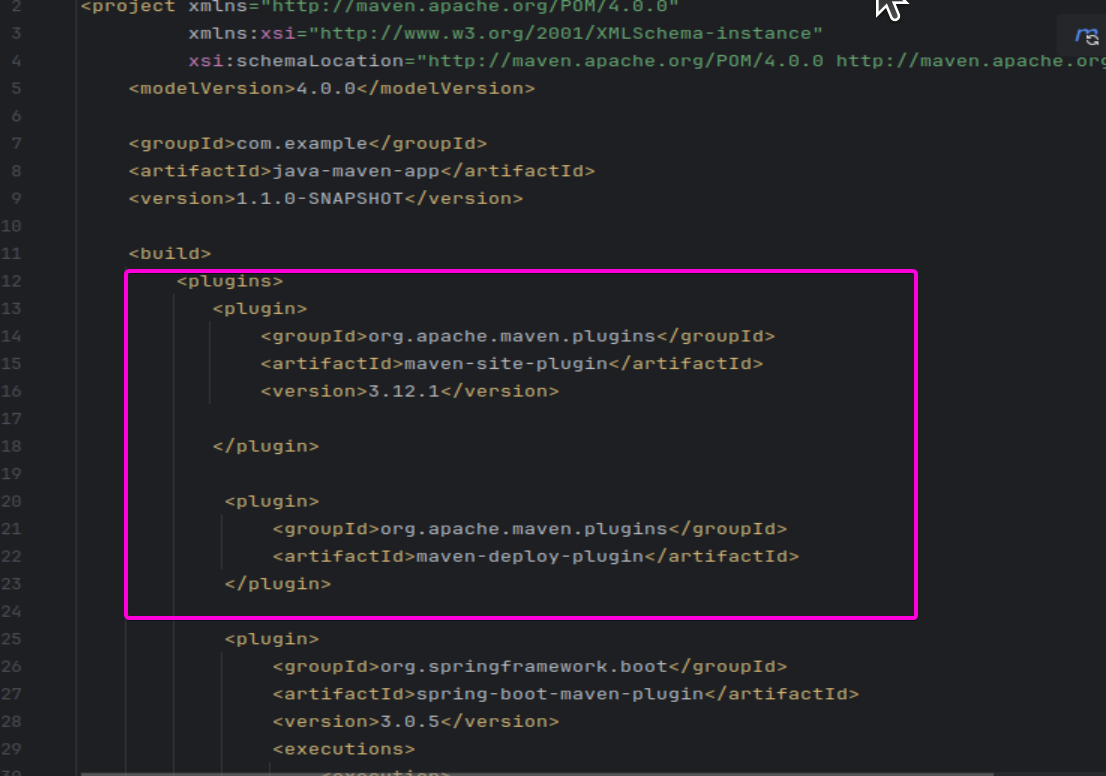 2 <project xmlns="http://maven.apache.org/POM/4.0.0"
3 xmlns:xsi="http://www.w3.org/2001/XMLSchema-instance"
4 xsi:schemaLocation="http://maven.apache.org/POM/4.0.0 http://maven.apache.org
5 <modelVersion>4.0.0</modelVersion>
6
7 <groupId>com.example</groupId>
8 <artifactId>java-maven-app</artifactId>
9 <version>1.1.0-SNAPSHOT</version>
10
11 <build>
12 <plugins>
13 <plugin>
14 <groupId>org.apache.maven.plugins</groupId>
15 <artifactId>maven-site-plugin</artifactId>
16 <version>3.12.1</version>
17
18 </plugin>
19
20 <plugin>
21 <groupId>org.apache.maven.plugins</groupId>
22 <artifactId>maven-deploy-plugin</artifactId>
23 </plugin>
24
25 <plugin>
26 <groupId>org.springframework.boot</groupId>
27 <artifactId>spring-boot-maven-plugin</artifactId>
28 <version>3.0.5</version>
29 <executions>
30 <execution>